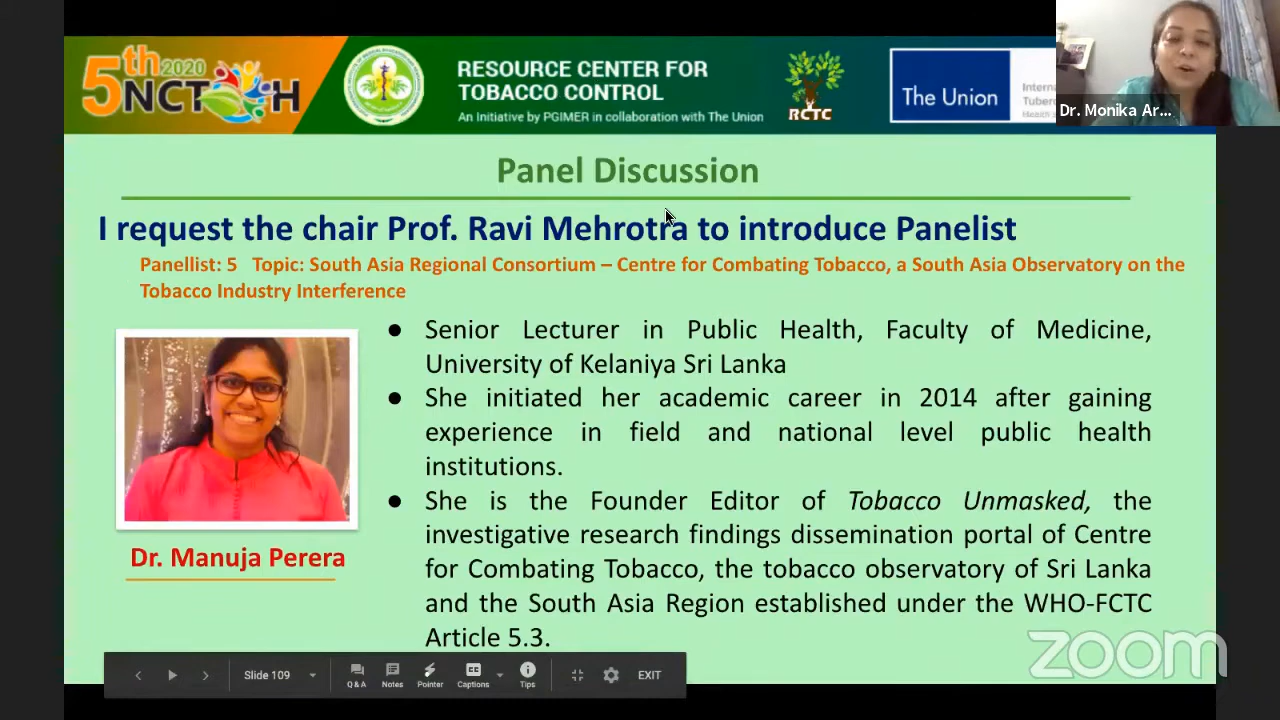 5th 2020
NCTOH
RESOURCE CENTER FOR
TOBACCO CONTROL
An Initiative by PGIMER in collaboration with The Union
RCTC
The Union
Dr. Monika Ar...
Panel Discussion
I request the chair Prof. Ravi Mehrotra to introduce Panelist
Panellist: 5 Topic: South Asia Regional Consortium – Centre for Combating Tobacco, a South Asia Observatory on the
Tobacco Industry Interference
● Senior Lecturer in Public Health, Faculty of Medicine,
University of Kelaniya Sri Lanka
● She initiated her academic career in 2014 after gaining
experience in field and national level public health
institutions.
● She is the Founder Editor of Tobacco Unmasked, the
investigative research findings dissemination portal of Centre
for Combating Tobacco, the tobacco observatory of Sri Lanka
and the South Asia Region established under the WHO-FCTC
Article 5.3.
Dr. Manuja Perera
zoom
Slide 109
Q & A
Notes
Pointer
Captions
Tips
EXIT